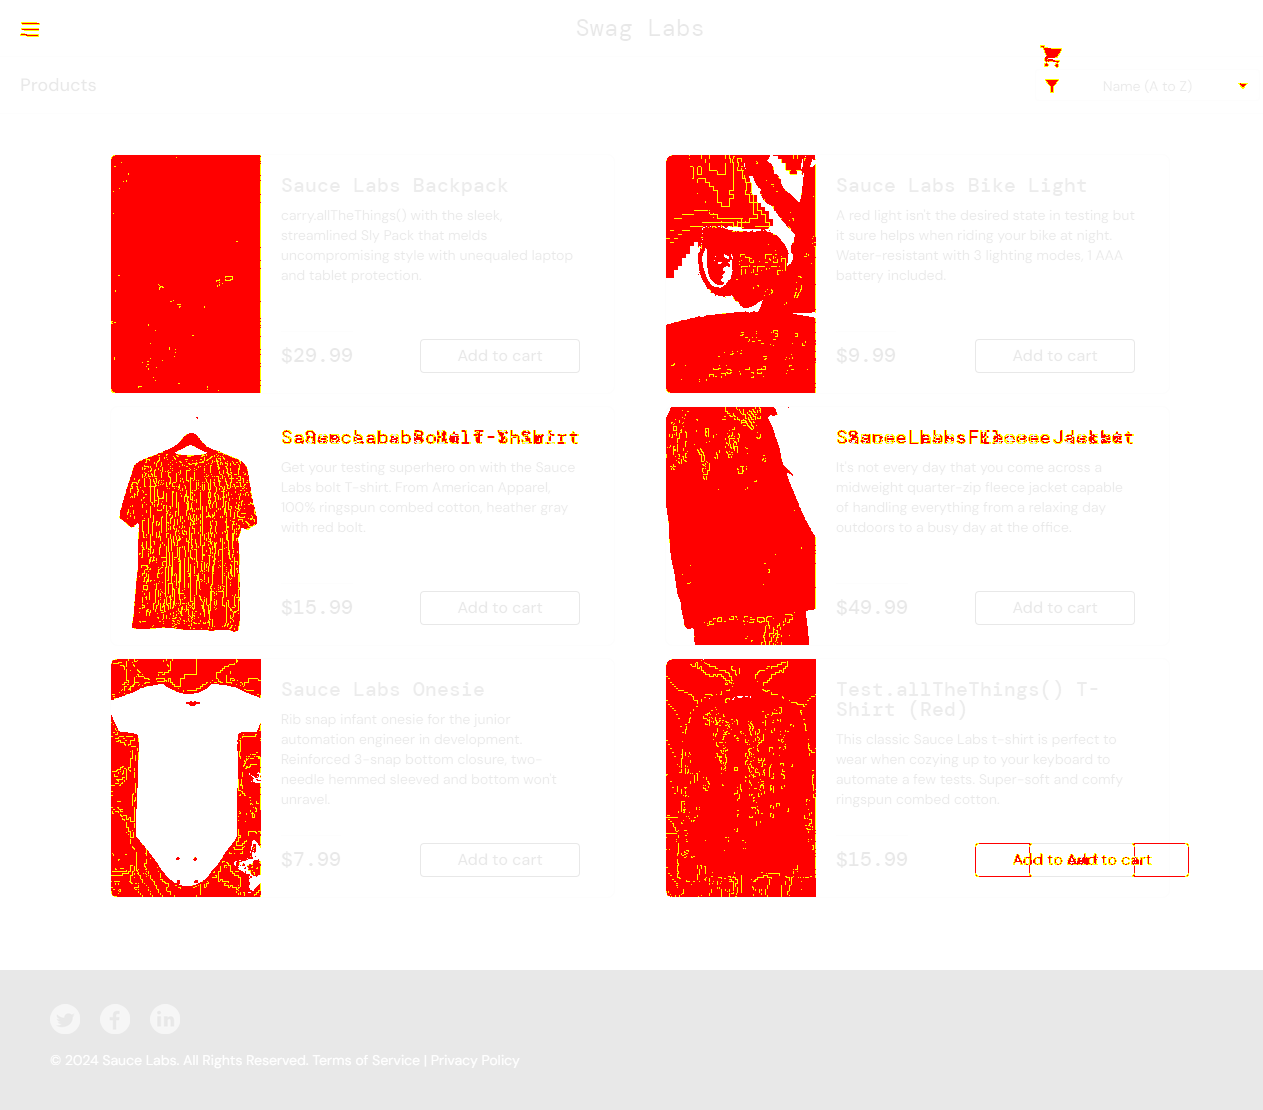 Swag Labs
Products
Name (A to Z)
Sauce Labs Backpack
carry.allTheThings() with the sleek,
streamlined Sly Pack that melds
uncompromising style with unequaled laptop
and tablet protection.
$29.99
Add to cart
Sauce Labs Bike Light
A red light isn't the desired state in testing but
it sure helps when riding your bike at night.
Water-resistant with 3 lighting modes, 1 AAA
battery included.
$9.99
Add to cart
Get your testing superhero on with the Sauce
Labs bolt T-shirt. From American Apparel,
100% ringspun combed cotton, heather gray
with red bolt.
$15.99
Add to cart
It's not every day that you come across a
midweight quarter-zip fleece jacket capable
of handling everything from a relaxing day
outdoors to a busy day at the office.
$49.99
Add to cart
Sauce Labs Onesie
Rib snap infant onesie for the junior
automation engineer in development.
Reinforced 3-snap bottom closure, two-
needle hemmed sleeved and bottom won't
unravel.
$7.99
Add to cart
Test.allTheThings() T-
Shirt (Red)
This classic Sauce Labs t-shirt is perfect to
wear when cozying up to your keyboard to
automate a few tests. Super-soft and comfy
ringspun combed cotton.
$15.99
Add to cart
© 2024 Sauce Labs. All Rights Reserved. Terms of Service | Privacy Policy